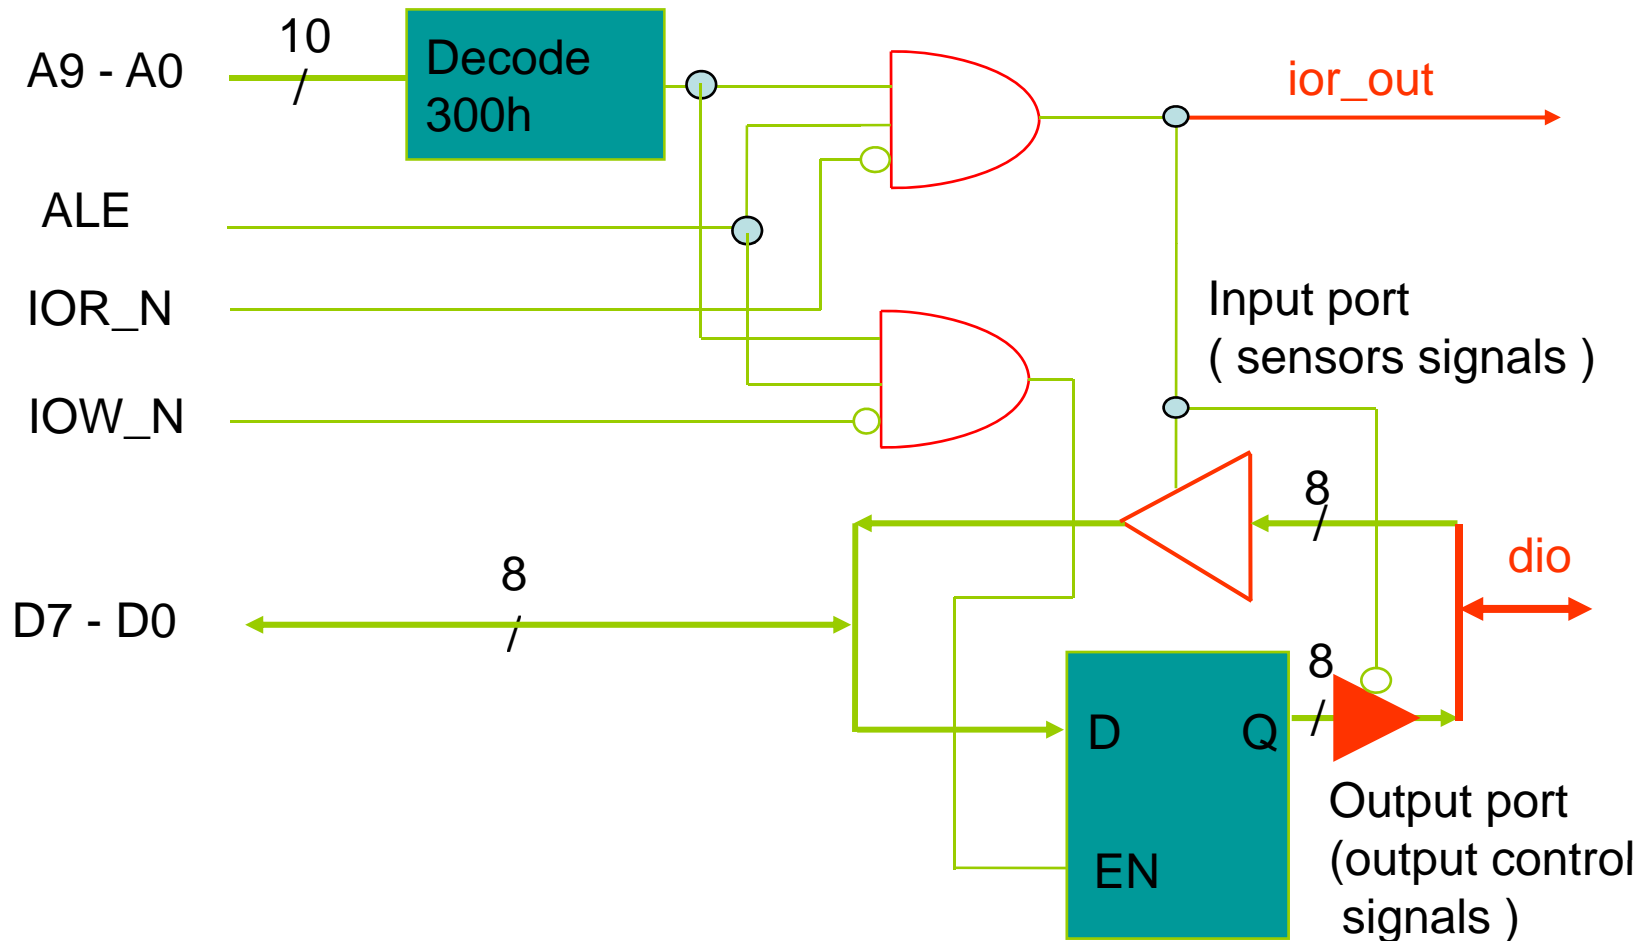 10
A9 - A0
Decode
300h
ior_out
ALE
IOR_N
Input port
( sensors signals )
IOW_N
8
dio
8
D7 - D0
8
D
Q
EN
Output port
(output control
signals )